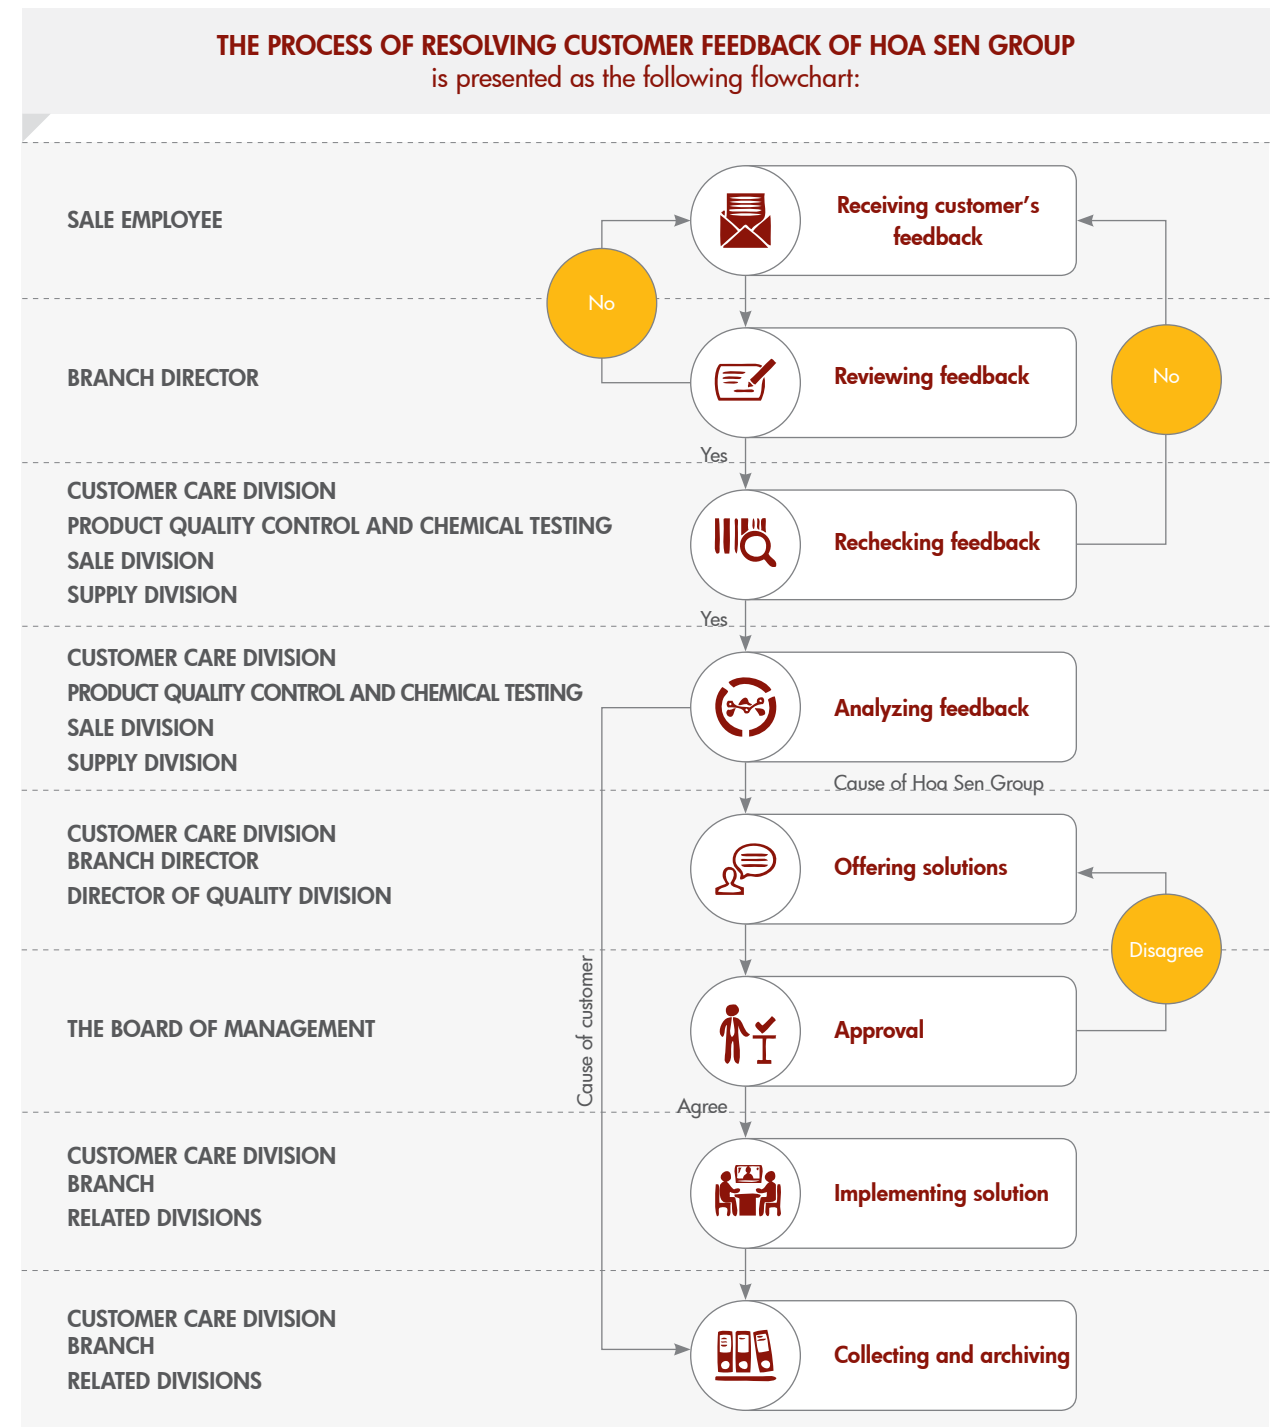 THE PROCESS OF RESOLVING CUSTOMER FEEDBACK OF HOA SEN GROUP
is presented as the following flowchart:
SALE EMPLOYEE
Receiving customer's
feedback
No
BRANCH DIRECTOR
Reviewing feedback
No
Yes
CUSTOMER CARE DIVISION
PRODUCT QUALITY CONTROL AND CHEMICAL TESTING
SALE DIVISION
SUPPLY DIVISION
Rechecking feedback
Yes
CUSTOMER CARE DIVISION
PRODUCT QUALITY CONTROL AND CHEMICAL TESTING
SALE DIVISION
SUPPLY DIVISION
Analyzing feedback
Cause of Hoa Sen Group
CUSTOMER CARE DIVISION
BRANCH DIRECTOR
DIRECTOR OF QUALITY DIVISION
Offering solutions
Disagree
Cause of customer
THE BOARD OF MANAGEMENT
Approval
Agree
CUSTOMER CARE DIVISION
BRANCH
RELATED DIVISIONS
Implementing solution
CUSTOMER CARE DIVISION
BRANCH
RELATED DIVISIONS
Collecting and archiving